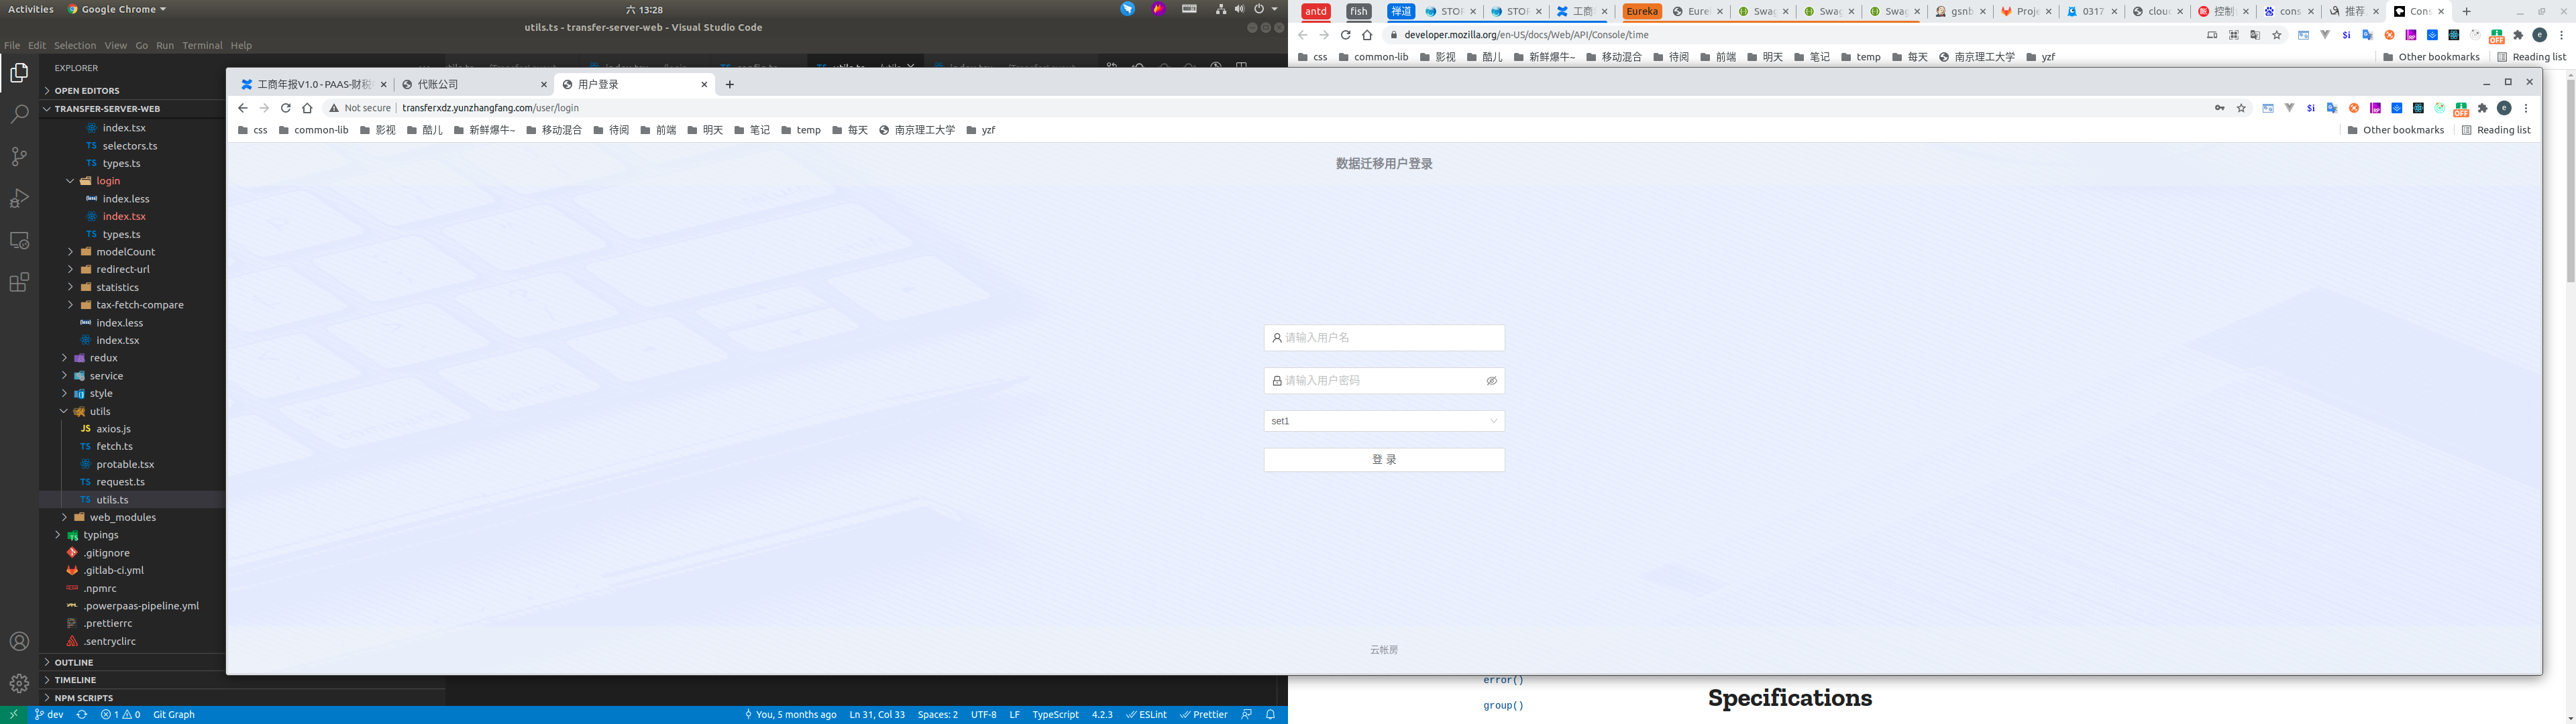 Activities
Google Chrome
六 13:28
utils.ts - transfer-server-web - Visual Studio Code
File Edit Selection View Go Run Terminal Help
EXPLORER
OPEN EDITORS
TRANSFER-SERVER-WEB
index.tsx
selectors.ts
types.ts
login
index.less
index.tsx
types.ts
modelCount
redirect-url
statistics
tax-fetch-compare
index.less
index.tsx
redux
service
style
utils
axios.js
fetch.ts
protable.tsx
request.ts
utils.ts
web_modules
typings
.gitignore
.gitlab-ci.yml
.npmrc
.powerpaas-pipeline.yml
.prettierrc
.sentryclirc
OUTLINE
TIMELINE
NPM SCRIPTS
dev 1 0 Git Graph
You, 5 months ago Ln 31, Col 33 Spaces: 2 UTF-8 LF TypeScript 4.2.3 ESLint Prettier
antd fish 禅道 STOR STOR 工商 Eureka Eure Swag Swag Swag gsnb Proje 0317 cloud 控制 cons 推荐 Cons
developer.mozilla.org/en-US/docs/Web/API/Console/time
css common-lib 影视 酷儿 新鲜爆牛~ 移动混合 待阅 前端 明天 笔记 temp 每天 南京理工大学 yzf Other bookmarks Reading list
工商年报V1.0 - PAAS-财税 代账公司 用户登录
Not secure transferxdz.yunzhangfang.com/user/login
css common-lib 影视 酷儿 新鲜爆牛~ 移动混合 待阅 前端 明天 笔记 temp 每天 南京理工大学 yzf Other bookmarks Reading list
数据迁移用户登录
请输入用户名
请输入用户密码
set1
登 录
云帐房
error()
group()
Specifications